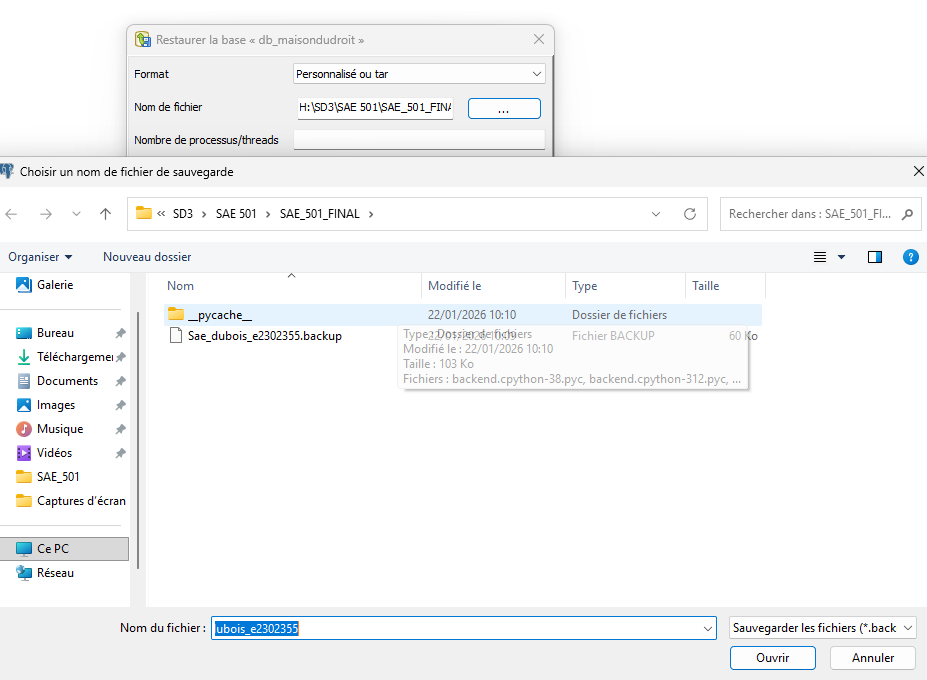 Restaurer la base « db_maisondudroit »
Format
Personnalisé ou tar
Nom de fichier
H:\SD3\SAE 501\SAE_501_FINA
...
Nombre de processus/threads
Choisir un nom de fichier de sauvegarde
« SD3 › SAE 501 › SAE_501_FINAL ›
Rechercher dans : SAE_501_FI...
Organiser
Nouveau dossier
?
Galerie
Bureau
Téléchargemen
Documents
Images
Musique
Vidéos
SAE_501
Captures d'écran
Ce PC
Réseau
Nom Modifié le Type Taille
__pycache__ 22/01/2026 10:10 Dossier de fichiers
Sae_dubois_e2302355.backup 22/01/2026 10:09 Fichier BACKUP 60 Ko
Type : Dossier de fichiers
Modifié le : 22/01/2026 10:10
Taille : 103 Ko
Fichiers : backend.cpython-38.pyc, backend.cpython-312.pyc, ...
Nom du fichier :
ubois_e2302355
Sauvegarder les fichiers (*.back
Ouvrir
Annuler